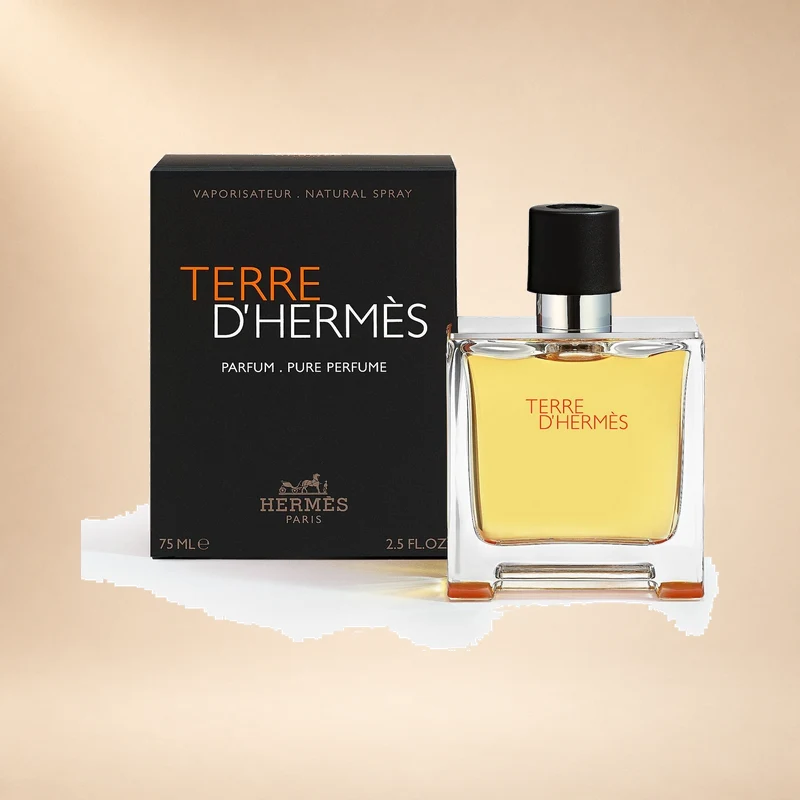 VAPORISATEUR . NATURAL SPRAY
TERRE
D'HERMÈS
PARFUM . PURE PERFUME
HERMÈS
PARIS
75 ML℮
2.5 FL.OZ
TERRE
D'HERMÈS